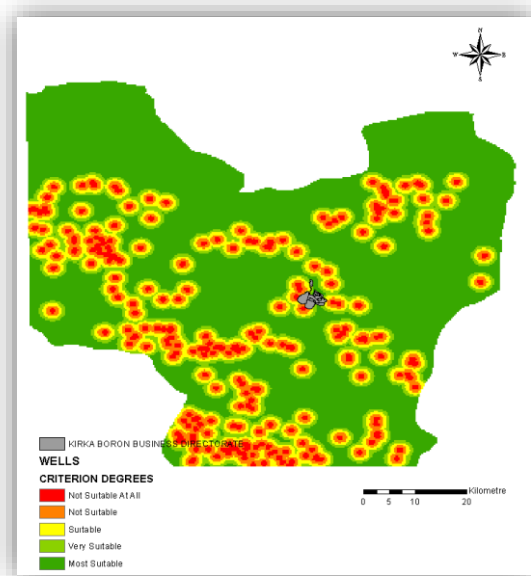 N
W
S
KIRKA BORON BUSINESS DIRECTORATE
WELLS
CRITERION DEGREES
Not Suitable At All
Not Suitable
Suitable
Very Suitable
Most Suitable
Kilometre
0 5 10 20